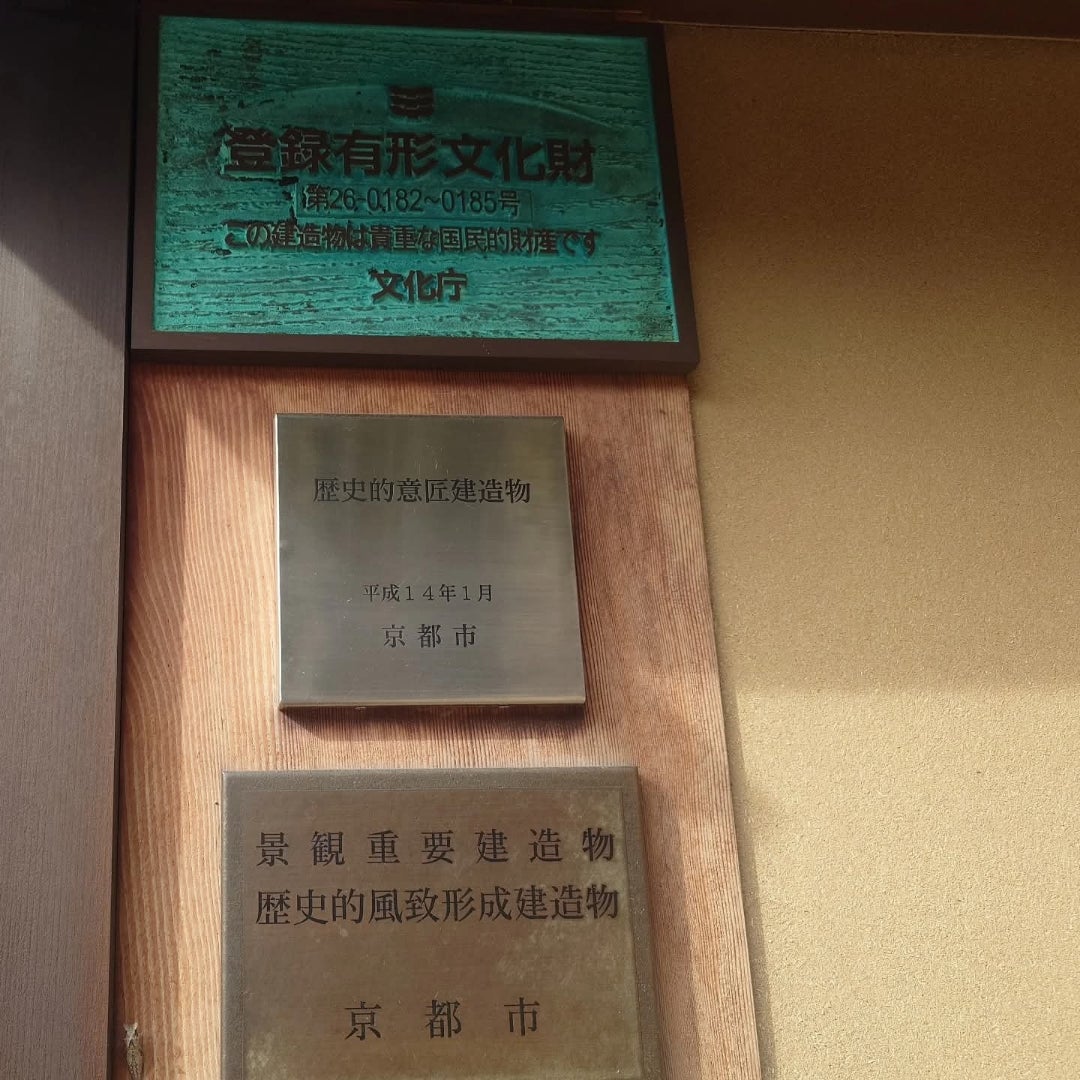 登録有形文化財
第26-0182~0185号
この建造物は貴重な国民的財産です
文化庁
歴史的意匠建造物
平成14年1月
京都市
景観重要建造物
歴史的風致形成建造物
京都市